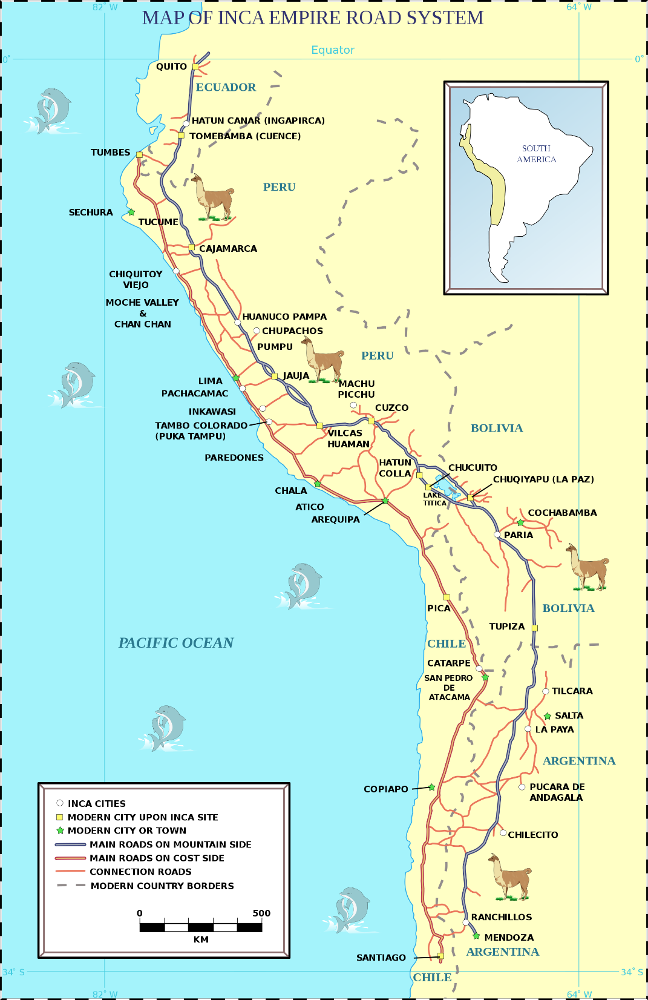 82° W
64° W
MAP OF INCA EMPIRE ROAD SYSTEM
Equator
0°
0°
QUITO
ECUADOR
HATUN CANAR (INGAPIRCA)
TOMEBAMBA (CUENCE)
TUMBES
SOUTH
AMERICA
PERU
SECHURA
TUCUME
CAJAMARCA
CHIQUITOY
VIEJO
MOCHE VALLEY
&
CHAN CHAN
HUANUCO PAMPA
CHUPACHOS
PUMPU
PERU
JAUJA
LIMA
PACHACAMAC
MACHU
PICCHU
INKAWASI
CUZCO
TAMBO COLORADO
(PUKA TAMPU)
BOLIVIA
VILCAS
HUAMAN
PAREDONES
HATUN
COLLA
CHUCUITO
CHUQIYAPU (LA PAZ)
CHALA
LAKE
TITICA
ATICO
AREQUIPA
COCHABAMBA
PARIA
PICA
BOLIVIA
TUPIZA
PACIFIC OCEAN
CHILE
CATARPE
SAN PEDRO
DE
ATACAMA
TILCARA
SALTA
LA PAYA
ARGENTINA
COPIAPO
PUCARA DE
ANDAGALA
CHILECITO
INCA CITIES
MODERN CITY UPON INCA SITE
MODERN CITY OR TOWN
MAIN ROADS ON MOUNTAIN SIDE
MAIN ROADS ON COST SIDE
CONNECTION ROADS
MODERN COUNTRY BORDERS
0 500
KM
RANCHILLOS
MENDOZA
ARGENTINA
SANTIAGO
CHILE
34° S
34° S
82° W
64° W